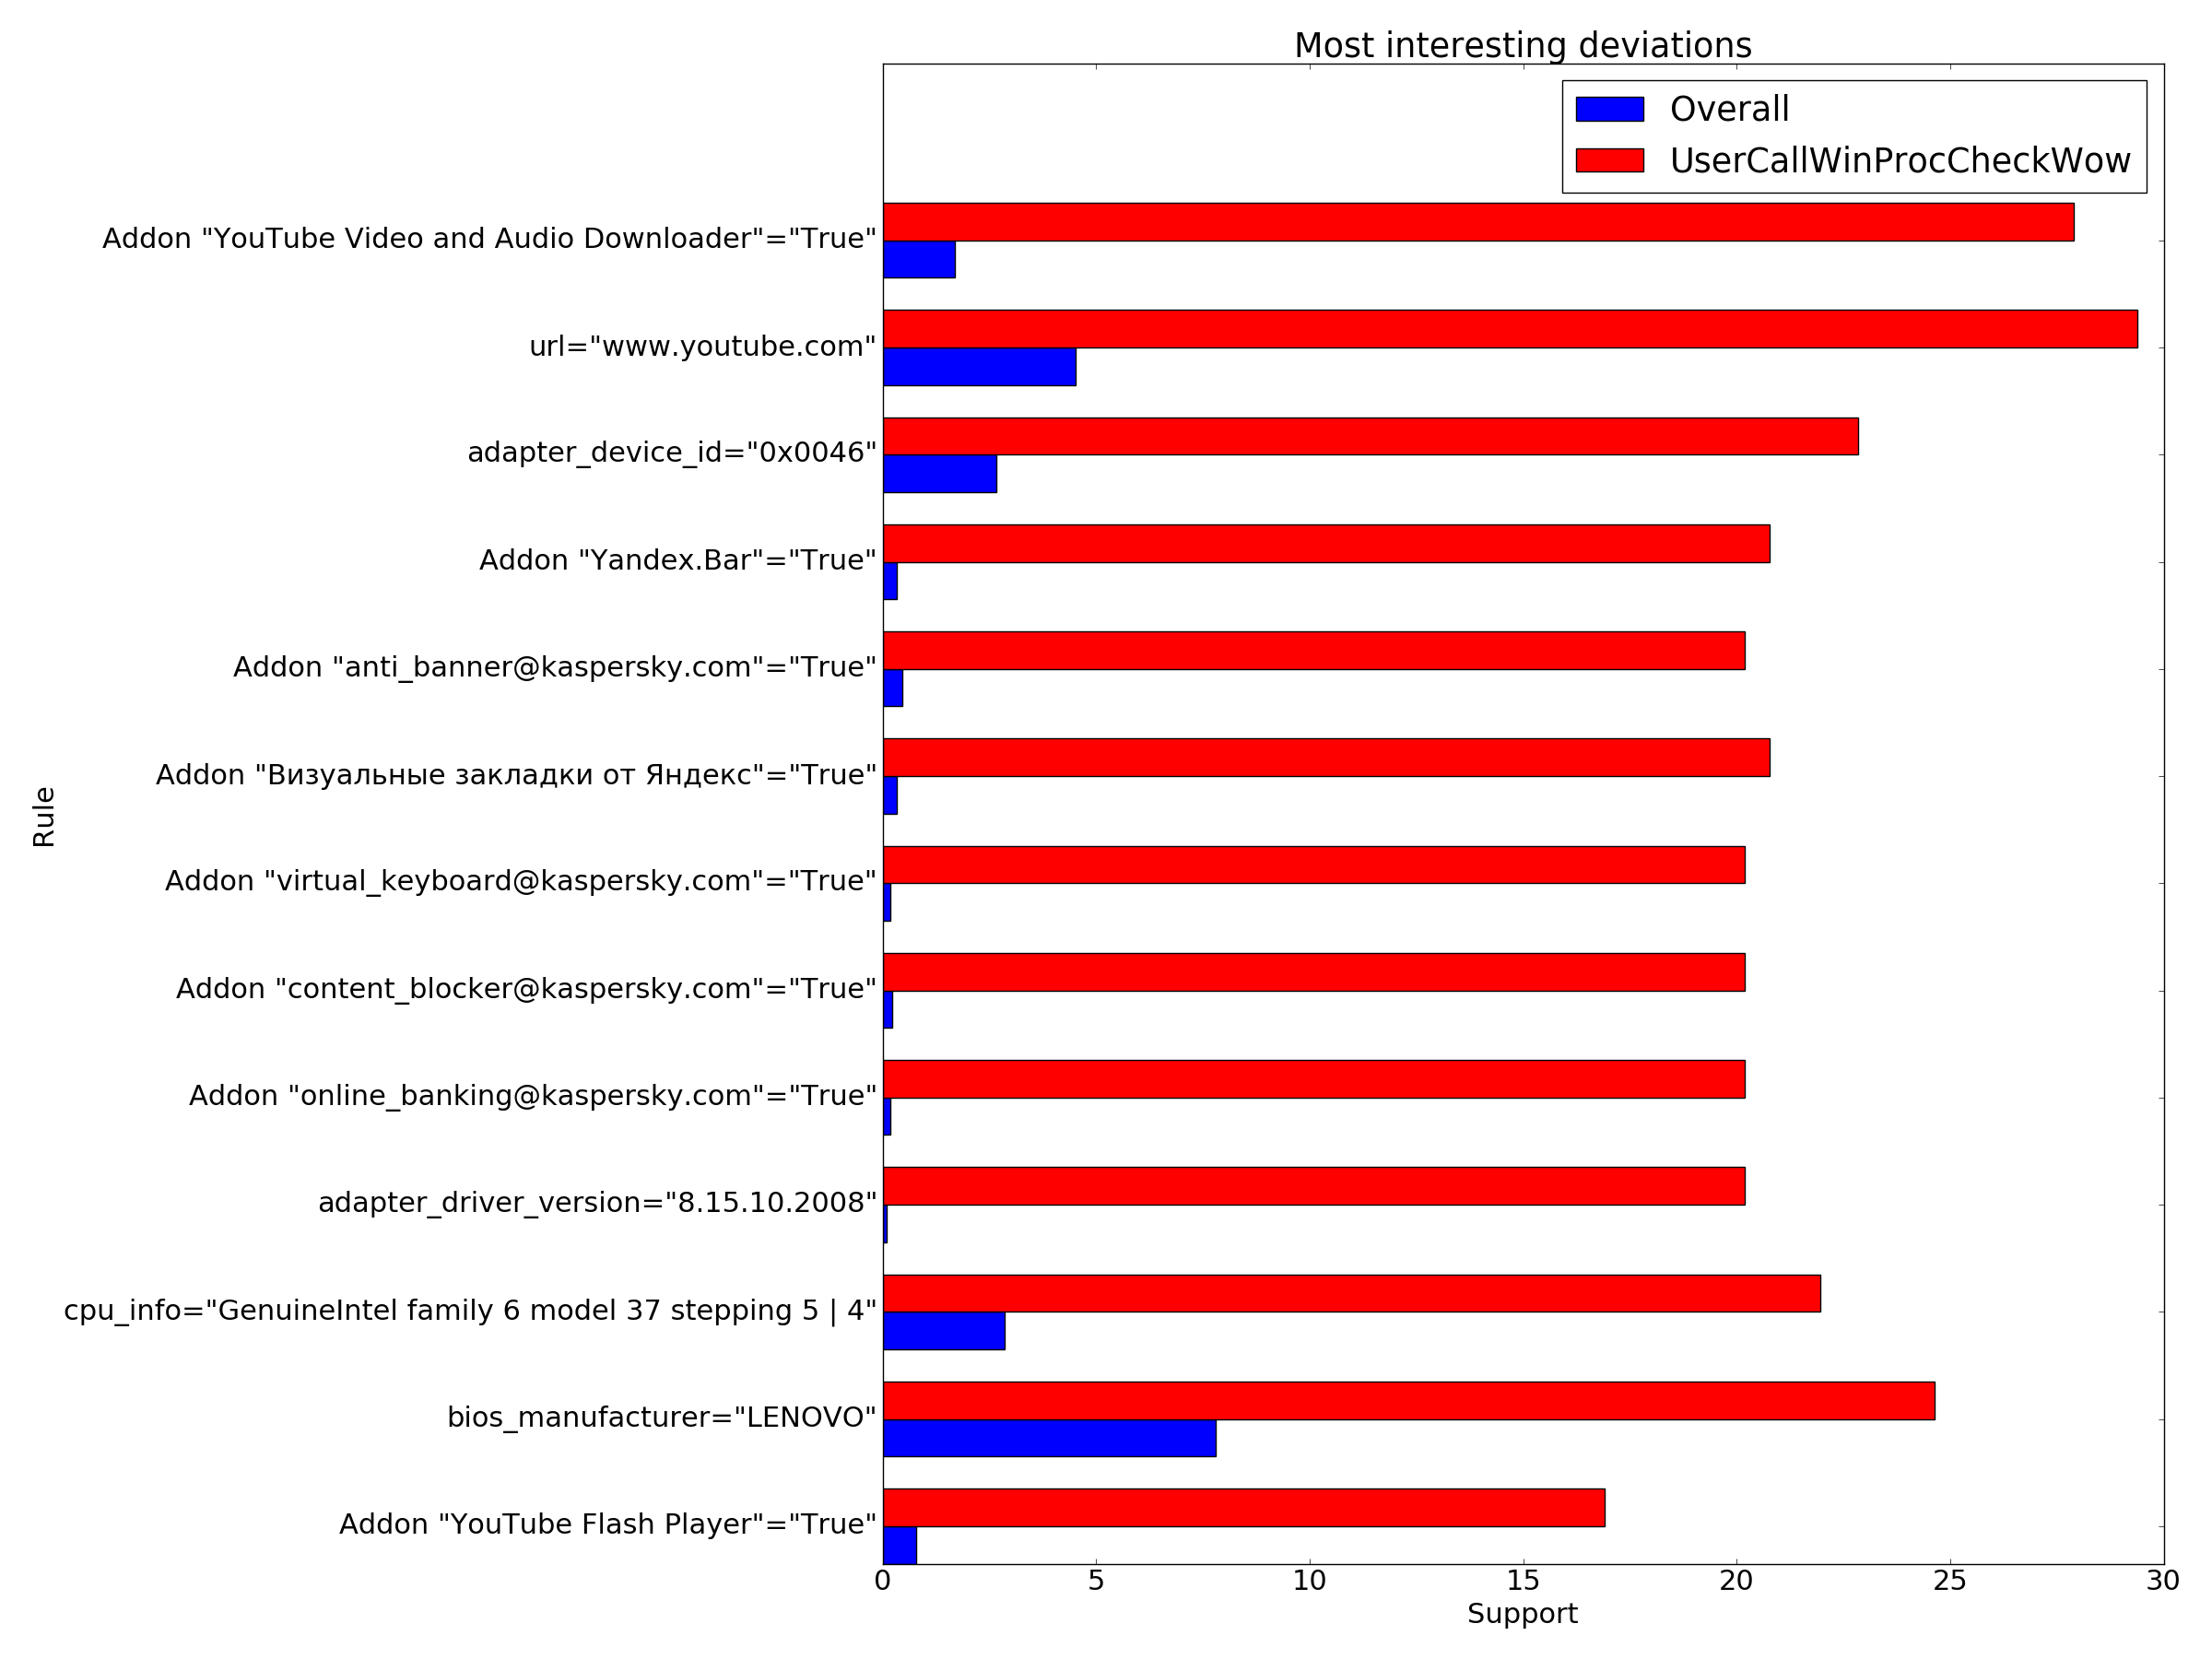 Most interesting deviations
Overall
UserCallWinProcCheckWow
Addon "YouTube Video and Audio Downloader"="True"
url="www.youtube.com"
adapter_device_id="0x0046"
Addon "Yandex.Bar"="True"
Addon "anti_banner@kaspersky.com"="True"
Addon "Визуальные закладки от Яндекс"="True"
Addon "virtual_keyboard@kaspersky.com"="True"
Addon "content_blocker@kaspersky.com"="True"
Addon "online_banking@kaspersky.com"="True"
adapter_driver_version="8.15.10.2008"
cpu_info="GenuineIntel family 6 model 37 stepping 5 | 4"
bios_manufacturer="LENOVO"
Addon "YouTube Flash Player"="True"
Rule
0 5 10 15 20 25 30
Support